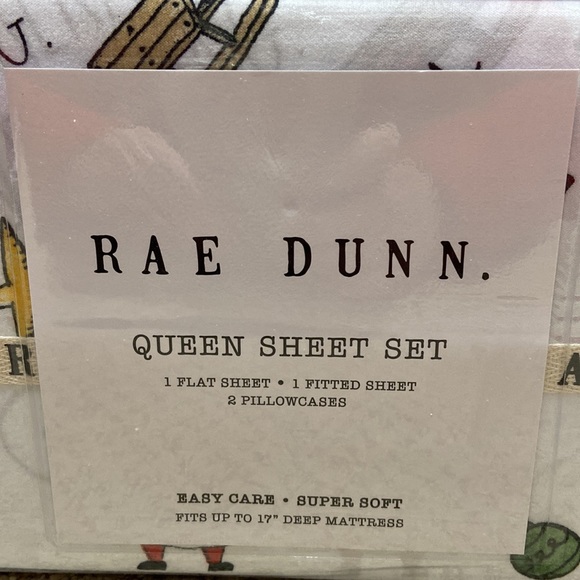 J.
RAE DUNN.
QUEEN SHEET SET
1 FLAT SHEET • 1 FITTED SHEET
2 PILLOWCASES
R
A
EASY CARE • SUPER SOFT
FITS UP TO 17" DEEP MATTRESS